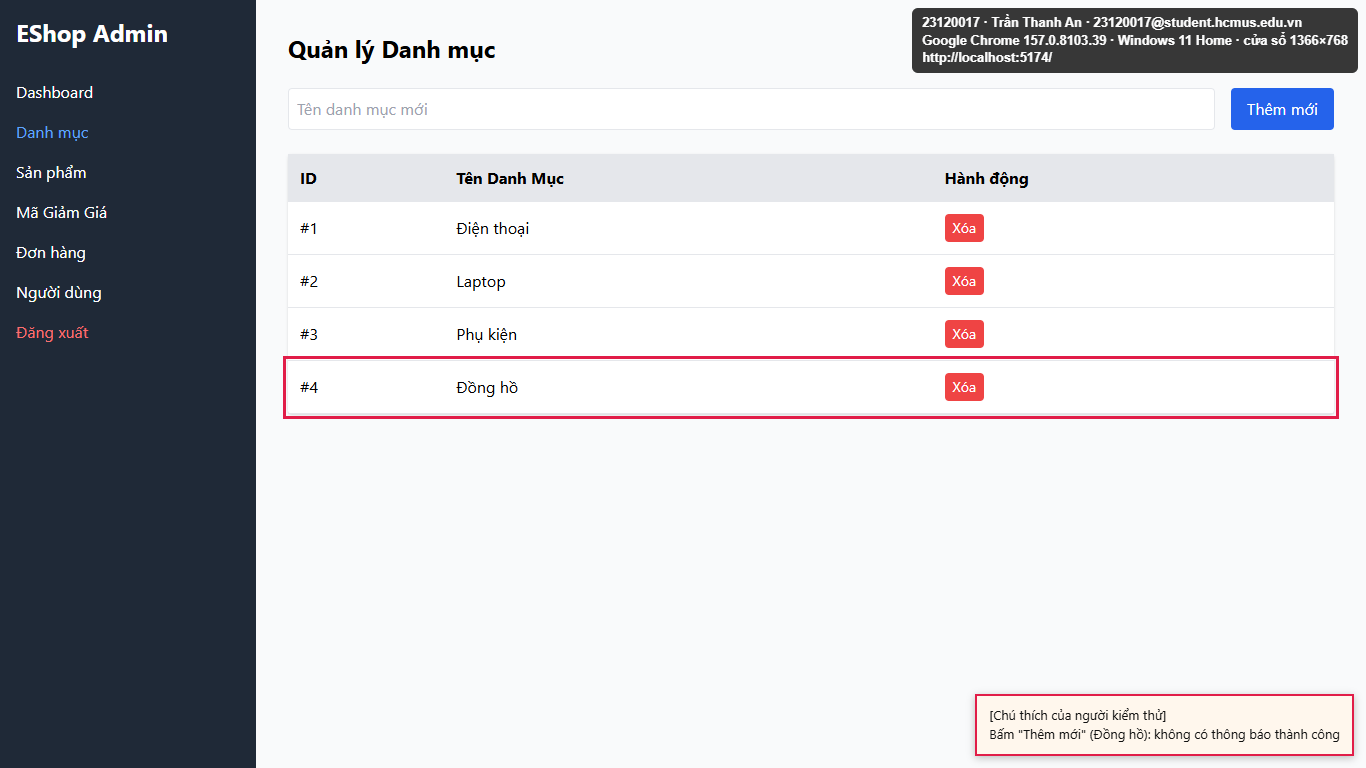 EShop Admin
Dashboard
Danh mục
Sản phẩm
Mã Giảm Giá
Đơn hàng
Người dùng
Đăng xuất
23120017 · Trần Thanh An · 23120017@student.hcmus.edu.vn
Google Chrome 157.0.8103.39 · Windows 11 Home · cửa sổ 1366×768
http://localhost:5174/
Quản lý Danh mục
Tên danh mục mới
Thêm mới
ID Tên Danh Mục Hành động
#1 Điện thoại Xóa
#2 Laptop Xóa
#3 Phụ kiện Xóa
#4 Đồng hồ Xóa
[Chú thích của người kiểm thử]
Bấm "Thêm mới" (Đồng hồ): không có thông báo thành công